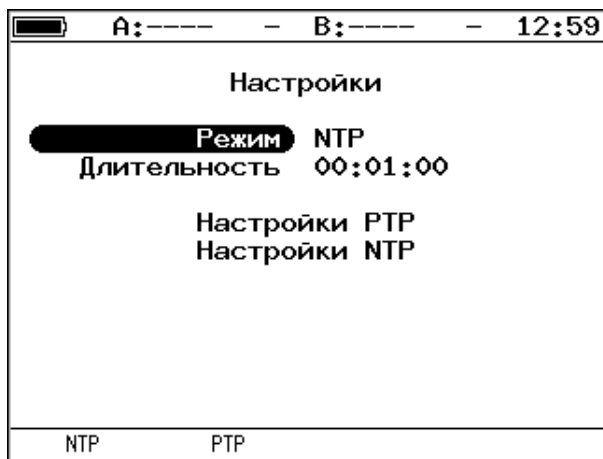 A:---- - B:---- - 12:59
Настройки
Режим NTP
Длительность 00:01:00
Настройки PTP
Настройки NTP
NTP PTP